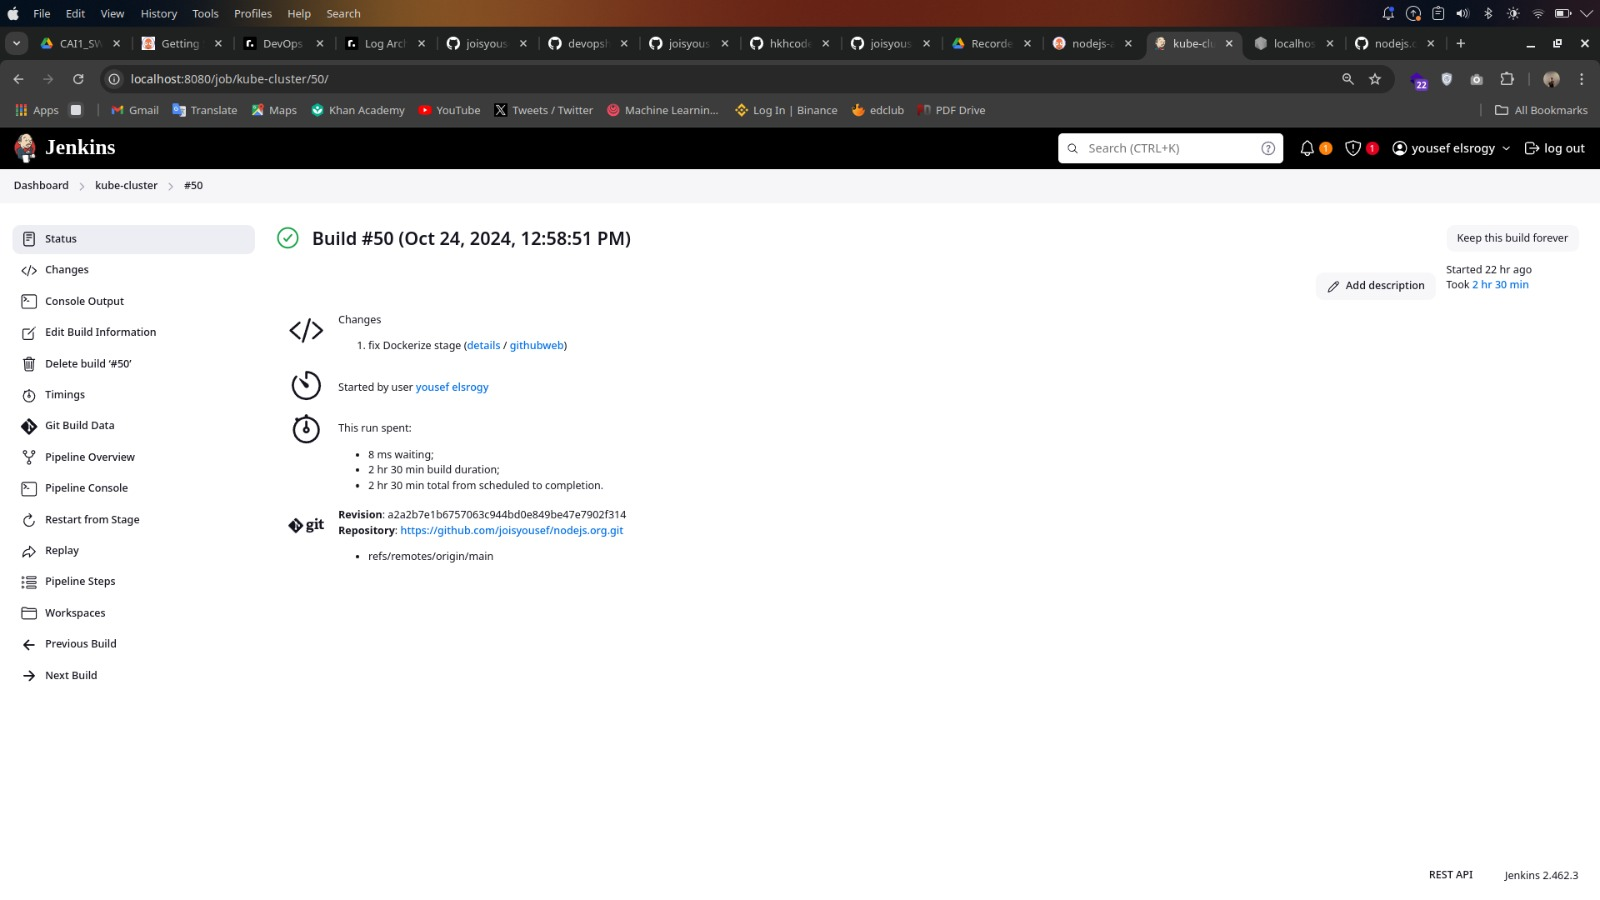 File Edit View History Tools Profiles Help Search
CAI1_SW Getting DevOps Log Arch joisyous devopsh joisyous hkhcode joisyous Recorde nodejs-a kube-clu localhos nodejs.o
localhost:8080/job/kube-cluster/50/
22
Apps Gmail Translate Maps Khan Academy YouTube Tweets / Twitter Machine Learnin... Log In | Binance edclub PDF Drive All Bookmarks
Jenkins Search (CTRL+K) ? 1 1 yousef elsrogy log out
Dashboard kube-cluster #50
Status
Changes
Console Output
Edit Build Information
Delete build ‘#50’
Timings
Git Build Data
Pipeline Overview
Pipeline Console
Restart from Stage
Replay
Pipeline Steps
Workspaces
Previous Build
Next Build
Build #50 (Oct 24, 2024, 12:58:51 PM)
Keep this build forever
Add description
Started 22 hr ago
Took 2 hr 30 min
Changes
1. fix Dockerize stage (details / githubweb)
Started by user yousef elsrogy
This run spent:
8 ms waiting;
2 hr 30 min build duration;
2 hr 30 min total from scheduled to completion.
git
Revision: a2a2b7e1b6757063c944bd0e849be47e7902f314
Repository: https://github.com/joisyousef/nodejs.org.git
refs/remotes/origin/main
REST API Jenkins 2.462.3